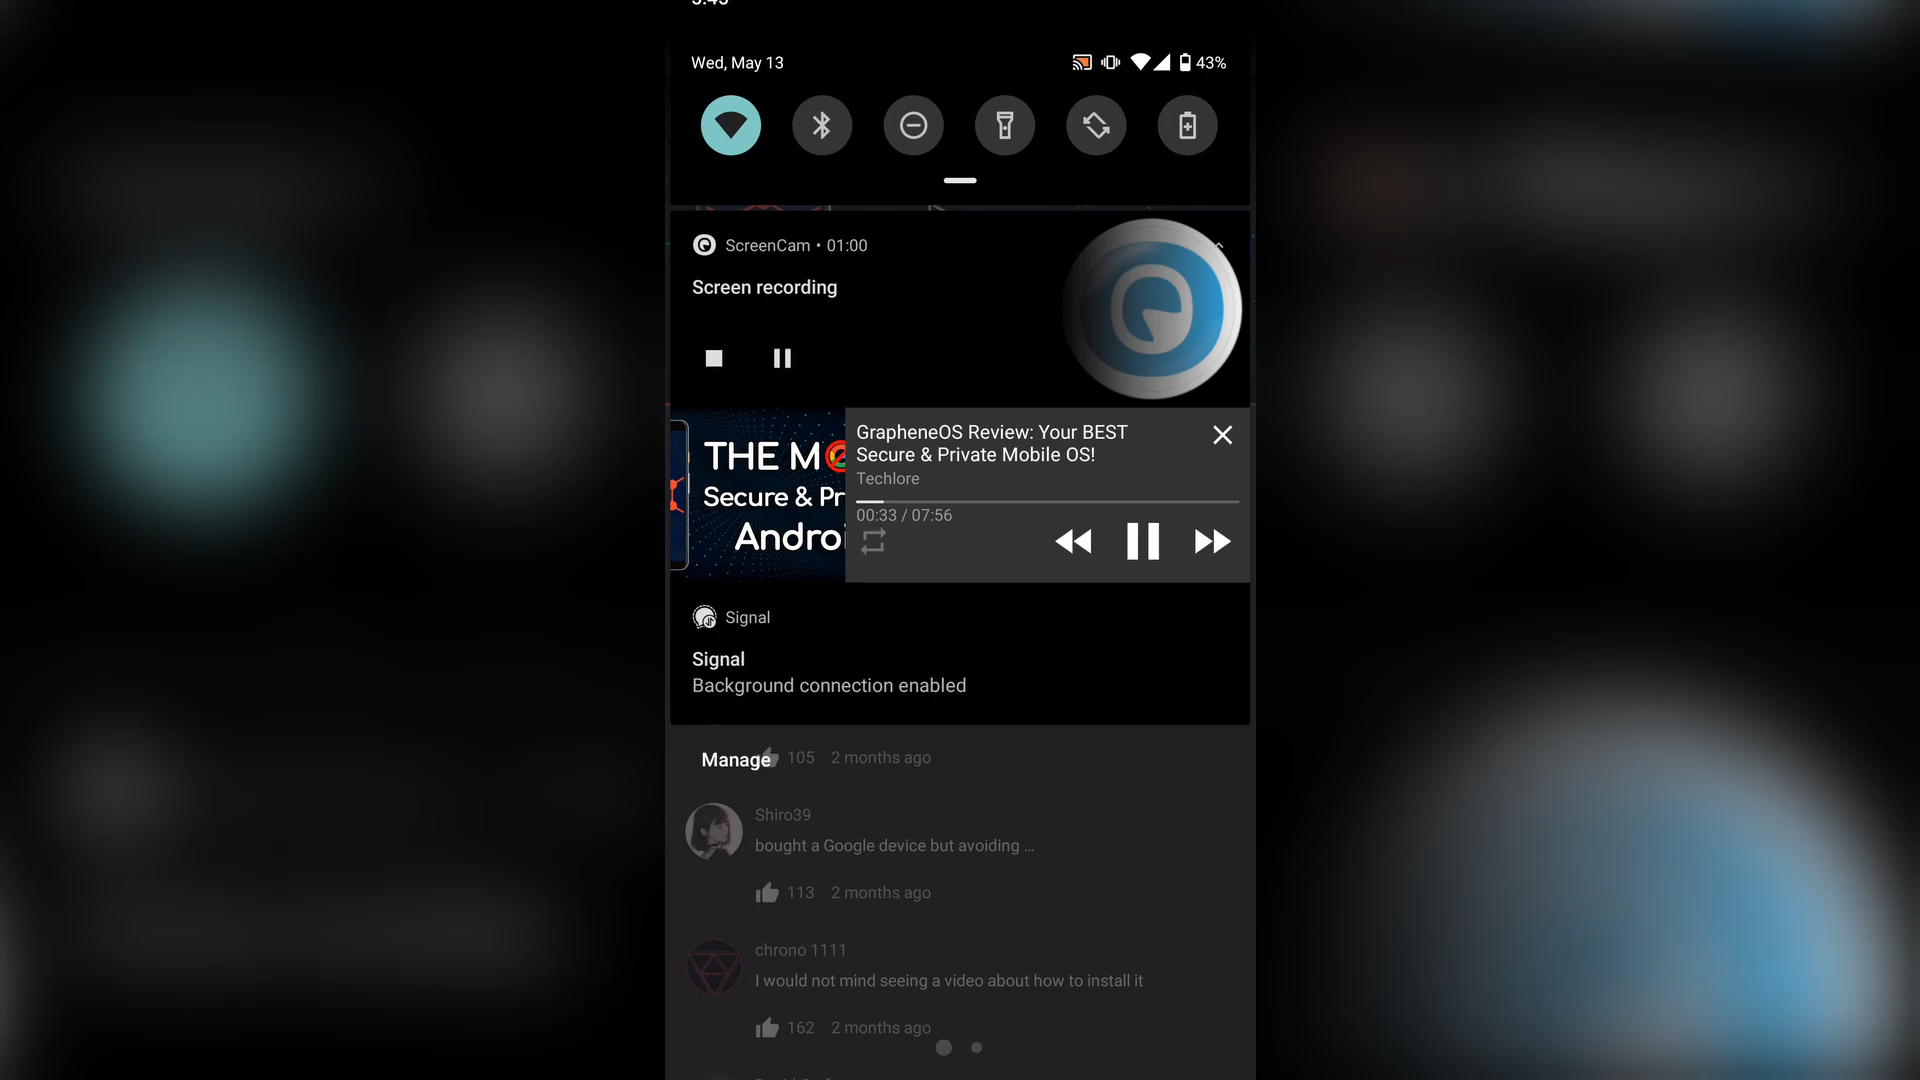 Wed, May 13
43%
ScreenCam • 01:00
Screen recording
THE M
Secure & Pr
Androi
GrapheneOS Review: Your BEST
Secure & Private Mobile OS!
Techlore
00:33 / 07:56
Signal
Signal
Background connection enabled
Manage
105 2 months ago
Shiro39
bought a Google device but avoiding ...
113 2 months ago
chrono 1111
I would not mind seeing a video about how to install it
162 2 months ago